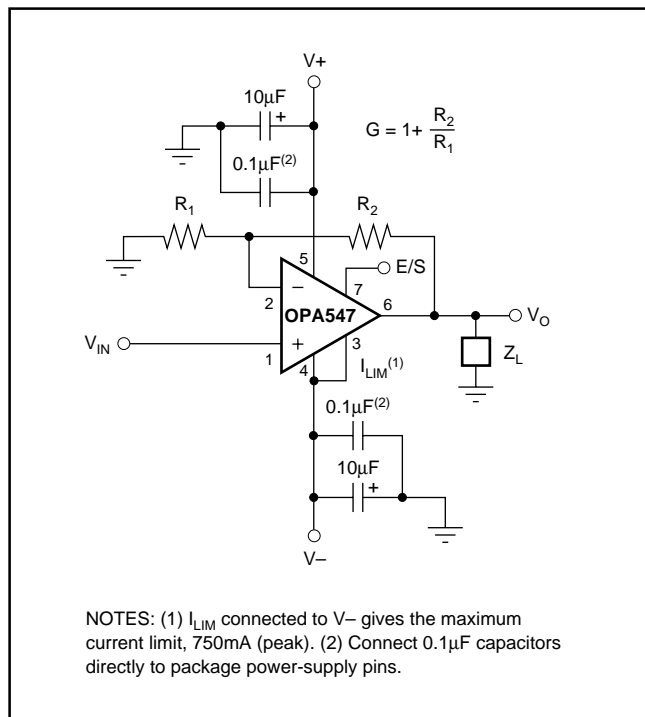 V+
10µF
+
G = 1+ R2/R1
0.1µF(2)
R1
R2
5
E/S
7
–
2
OPA547
6
VO
VIN
+
1
3
4
ILIM(1)
ZL
0.1µF(2)
10µF
+
V–
NOTES: (1) ILIM connected to V– gives the maximum
current limit, 750mA (peak). (2) Connect 0.1µF capacitors
directly to package power-supply pins.